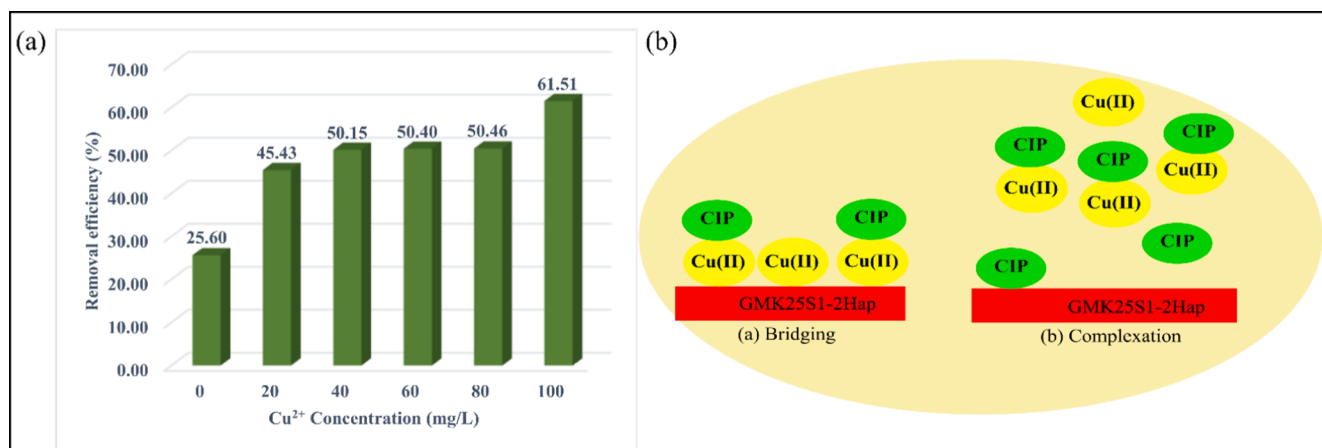 (a)
70.00
60.00
50.00
40.00
30.00
20.00
10.00
0.00
Removal efficiency (%)
25.60
45.43
50.15
50.40
50.46
61.51
0 20 40 60 80 100
Cu²⁺ Concentration (mg/L)
(b)
CIP CIP
Cu(II) Cu(II) Cu(II)
GMK25S1-2Hap
(a) Bridging
Cu(II)
CIP CIP CIP
Cu(II) Cu(II) Cu(II)
CIP
CIP
GMK25S1-2Hap
(b) Complexation